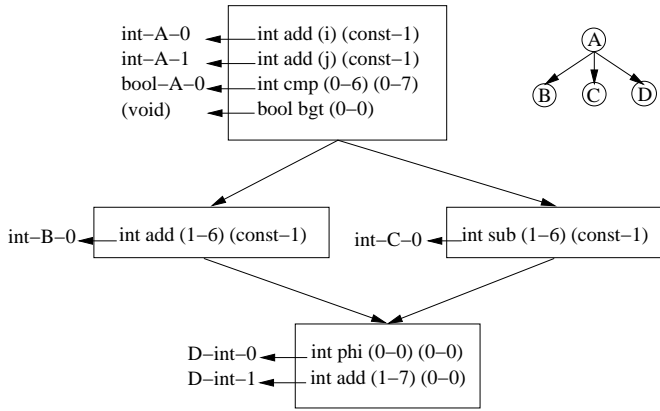 int–A–0 int add (i) (const–1)
int–A–1 int add (j) (const–1)
bool–A–0 int cmp (0–6) (0–7)
(void) bool bgt (0–0)
A
B C D
int–B–0 int add (1–6) (const–1)
int–C–0 int sub (1–6) (const–1)
D–int–0 int phi (0–0) (0–0)
D–int–1 int add (1–7) (0–0)